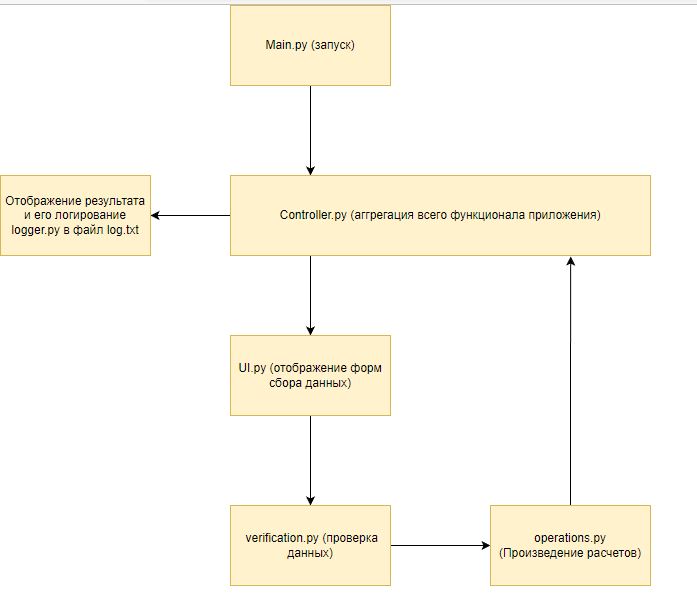 Main.py (запуск)
Отображение результата
и его логирование
logger.py в файл log.txt
Controller.py (аггрегация всего функционала приложения)
UI.py (отображение форм
сбора данных)
verification.py (проверка
данных)
operations.py
(Произведение расчетов)